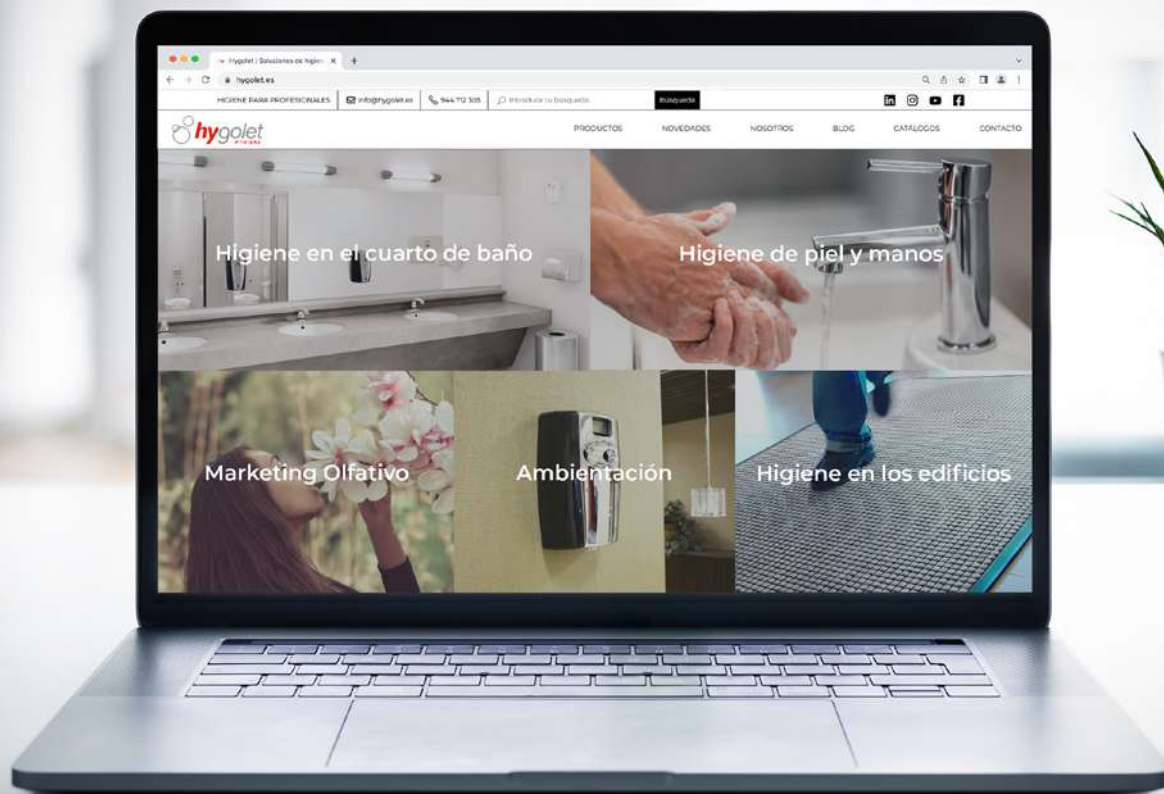 Hygolet | Soluciones de higien
hygolet.es
HIGIENE PARA PROFESIONALES
info@hygolet.es
944 712 308
Introducir tu búsqueda
Búsqueda
hygolet
PRODUCTOS
NOVEDADES
NOSOTROS
BLOG
CATÁLOGOS
CONTACTO
Higiene en el cuarto de baño
Higiene de piel y manos
Marketing Olfativo
Ambientación
Higiene en los edificios